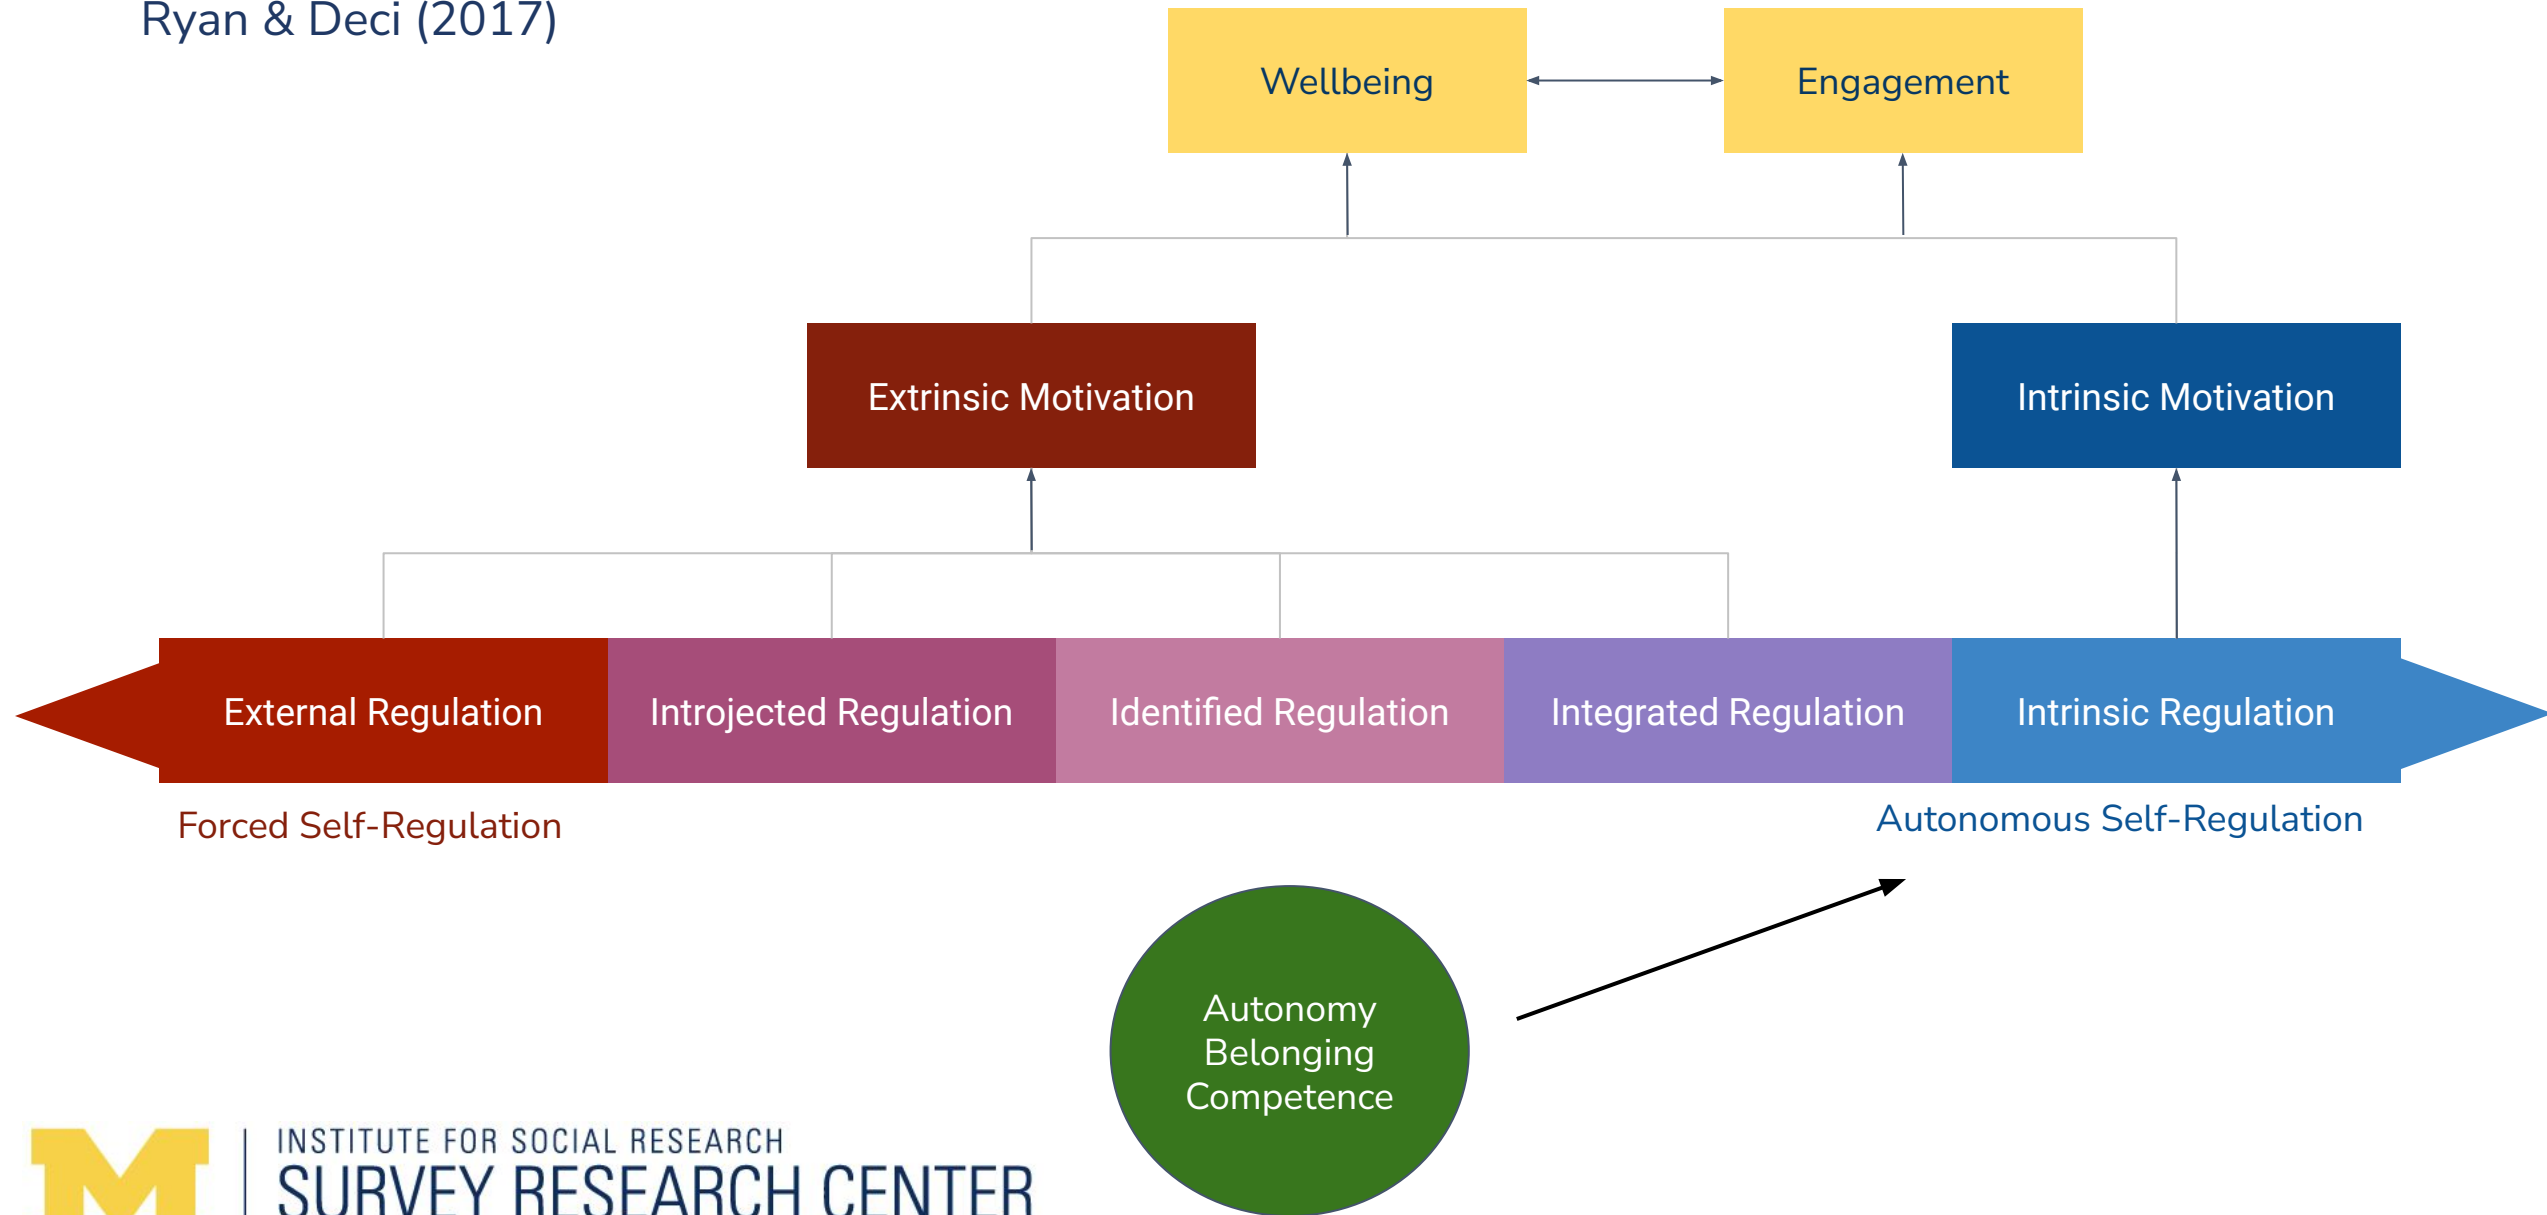 Ryan & Deci (2017)
Wellbeing
Engagement
Extrinsic Motivation
Intrinsic Motivation
External Regulation
Introjected Regulation
Identified Regulation
Integrated Regulation
Intrinsic Regulation
Forced Self-Regulation
Autonomous Self-Regulation
Autonomy
Belonging
Competence
M
INSTITUTE FOR SOCIAL RESEARCH
SURVEY RESEARCH CENTER